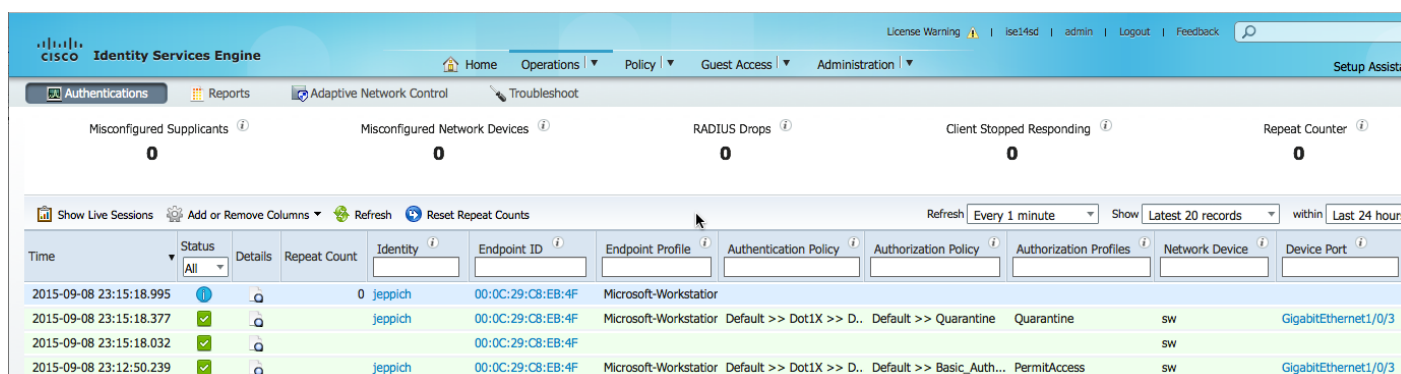 License Warning | ise14sd | admin | Logout | Feedback
CISCO Identity Services Engine
Home Operations | Policy | Guest Access | Administration |
Setup Assista
Authentications Reports Adaptive Network Control Troubleshoot
Misconfigured Supplicants Misconfigured Network Devices RADIUS Drops Client Stopped Responding Repeat Counter
0 0 0 0 0
Show Live Sessions Add or Remove Columns Refresh Reset Repeat Counts Refresh Every 1 minute Show Latest 20 records within Last 24 hours
Time Status Details Repeat Count Identity Endpoint ID Endpoint Profile Authentication Policy Authorization Policy Authorization Profiles Network Device Device Port
All
2015-09-08 23:15:18.995 0 jeppich 00:0C:29:C8:EB:4F Microsoft-Workstatior
2015-09-08 23:15:18.377 jeppich 00:0C:29:C8:EB:4F Microsoft-Workstatior Default >> Dot1X >> D.. Default >> Quarantine Quarantine sw GigabitEthernet1/0/3
2015-09-08 23:15:18.032 00:0C:29:C8:EB:4F sw
2015-09-08 23:12:50.239 jeppich 00:0C:29:C8:EB:4F Microsoft-Workstatior Default >> Dot1X >> D.. Default >> Basic_Auth... PermitAccess sw GigabitEthernet1/0/3